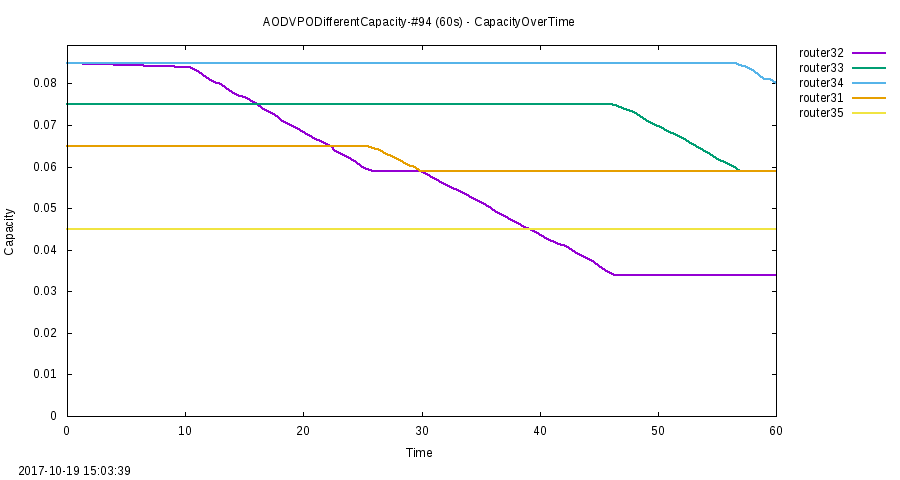 AODVPODifferentCapacity-#94 (60s) - CapacityOverTime
router32
router33
router34
router31
router35
0.08
0.07
0.06
0.05
0.04
0.03
0.02
0.01
0
Capacity
0 10 20 30 40 50 60
Time
2017-10-19 15:03:39